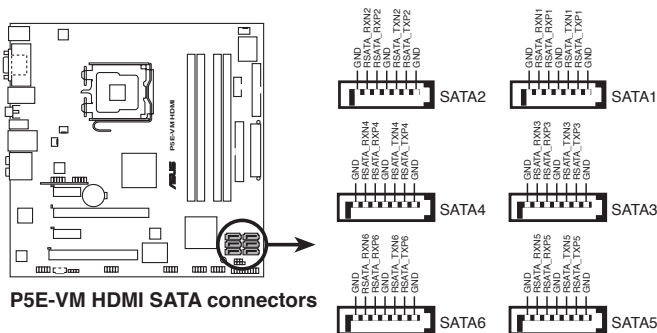 GND
RSATA_RXN2
RSATA_RXP2
GND
RSATA_TXN2
RSATA_TXP2
GND
SATA2
GND
RSATA_RXN1
RSATA_RXP1
GND
RSATA_TXN1
RSATA_TXP1
GND
SATA1
P5E-VM HDMI
ASUS
GND
RSATA_RXN4
RSATA_RXP4
GND
RSATA_TXN4
RSATA_TXP4
GND
SATA4
GND
RSATA_RXN3
RSATA_RXP3
GND
RSATA_TXN3
RSATA_TXP3
GND
SATA3
GND
RSATA_RXN6
RSATA_RXP6
GND
RSATA_TXN6
RSATA_TXP6
GND
SATA6
GND
RSATA_RXN5
RSATA_RXP5
GND
RSATA_TXN5
RSATA_TXP5
GND
SATA5
P5E-VM HDMI SATA connectors